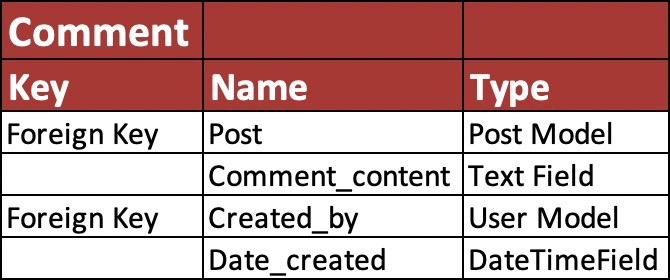 Comment
Key Name Type
Foreign Key Post Post Model
Comment_content Text Field
Foreign Key Created_by User Model
Date_created DateTimeField